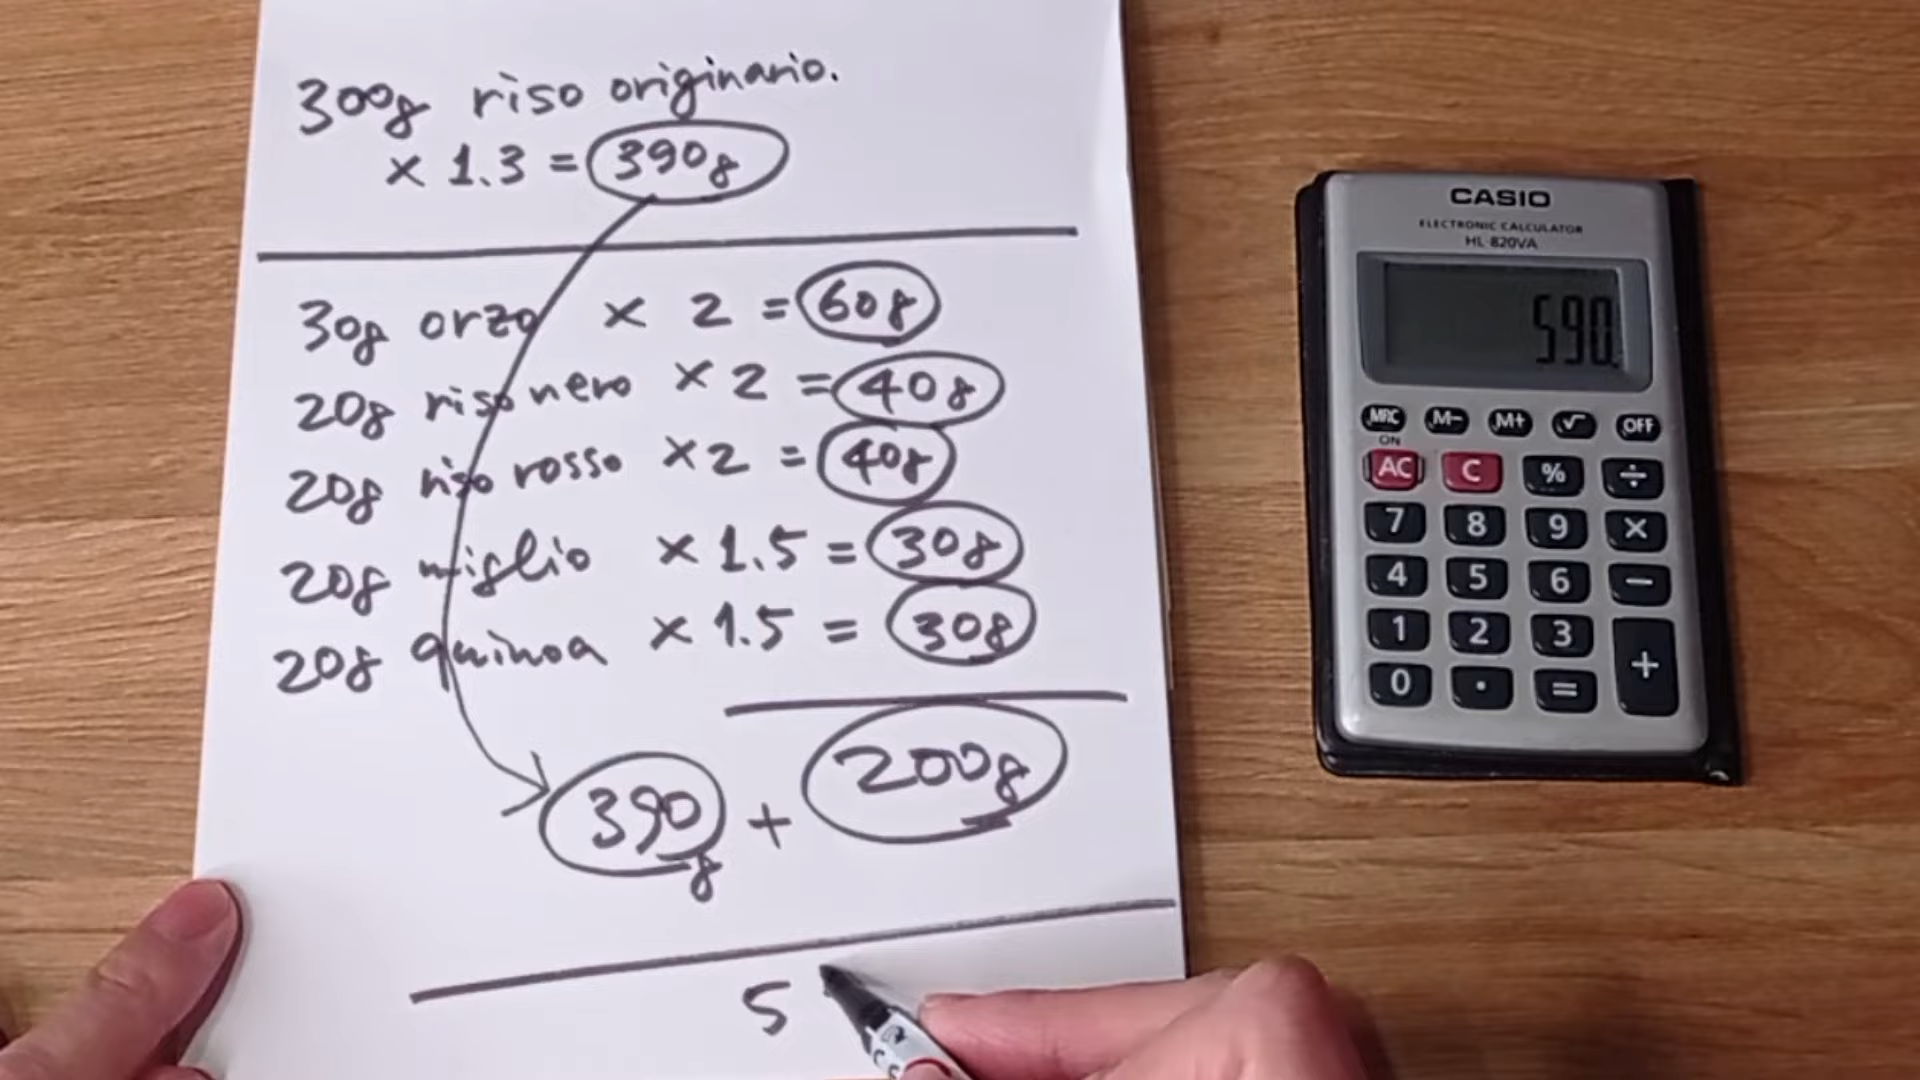 300g riso originario.
× 1.3 = 390g
30g orzo × 2 = 60g
20g riso nero × 2 = 40g
20g riso rosso × 2 = 40g
20g miglio × 1.5 = 30g
20g quinoa × 1.5 = 30g
200g
390g +
5
CASIO
ELECTRONIC CALCULATOR
HL-820VA
590.
MRC M− M+ √ OFF
ON
AC C % ÷
7 8 9 ×
4 5 6 −
1 2 3
0 · = +